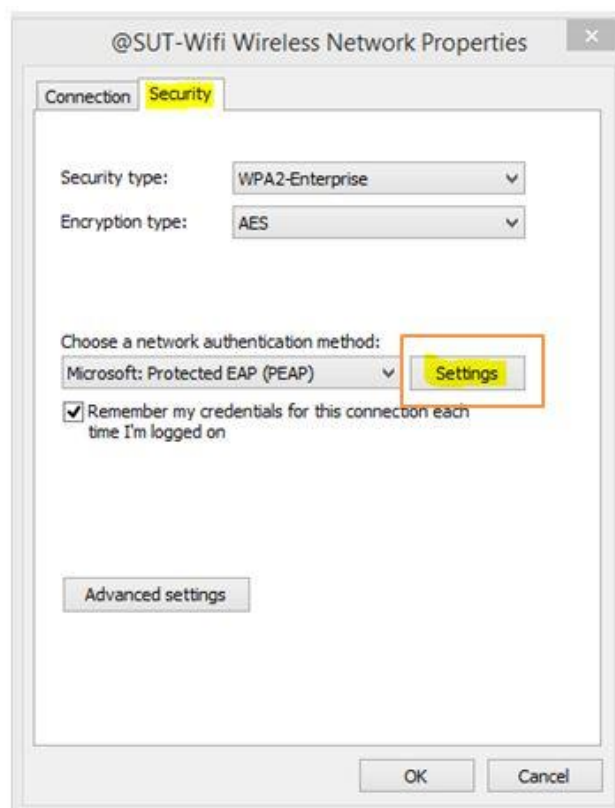 @SUT-Wifi Wireless Network Properties
Connection
Security
Security type:
WPA2-Enterprise
Encryption type:
AES
Choose a network authentication method:
Microsoft: Protected EAP (PEAP)
Settings
Remember my credentials for this connection each
time I'm logged on
Advanced settings
OK
Cancel